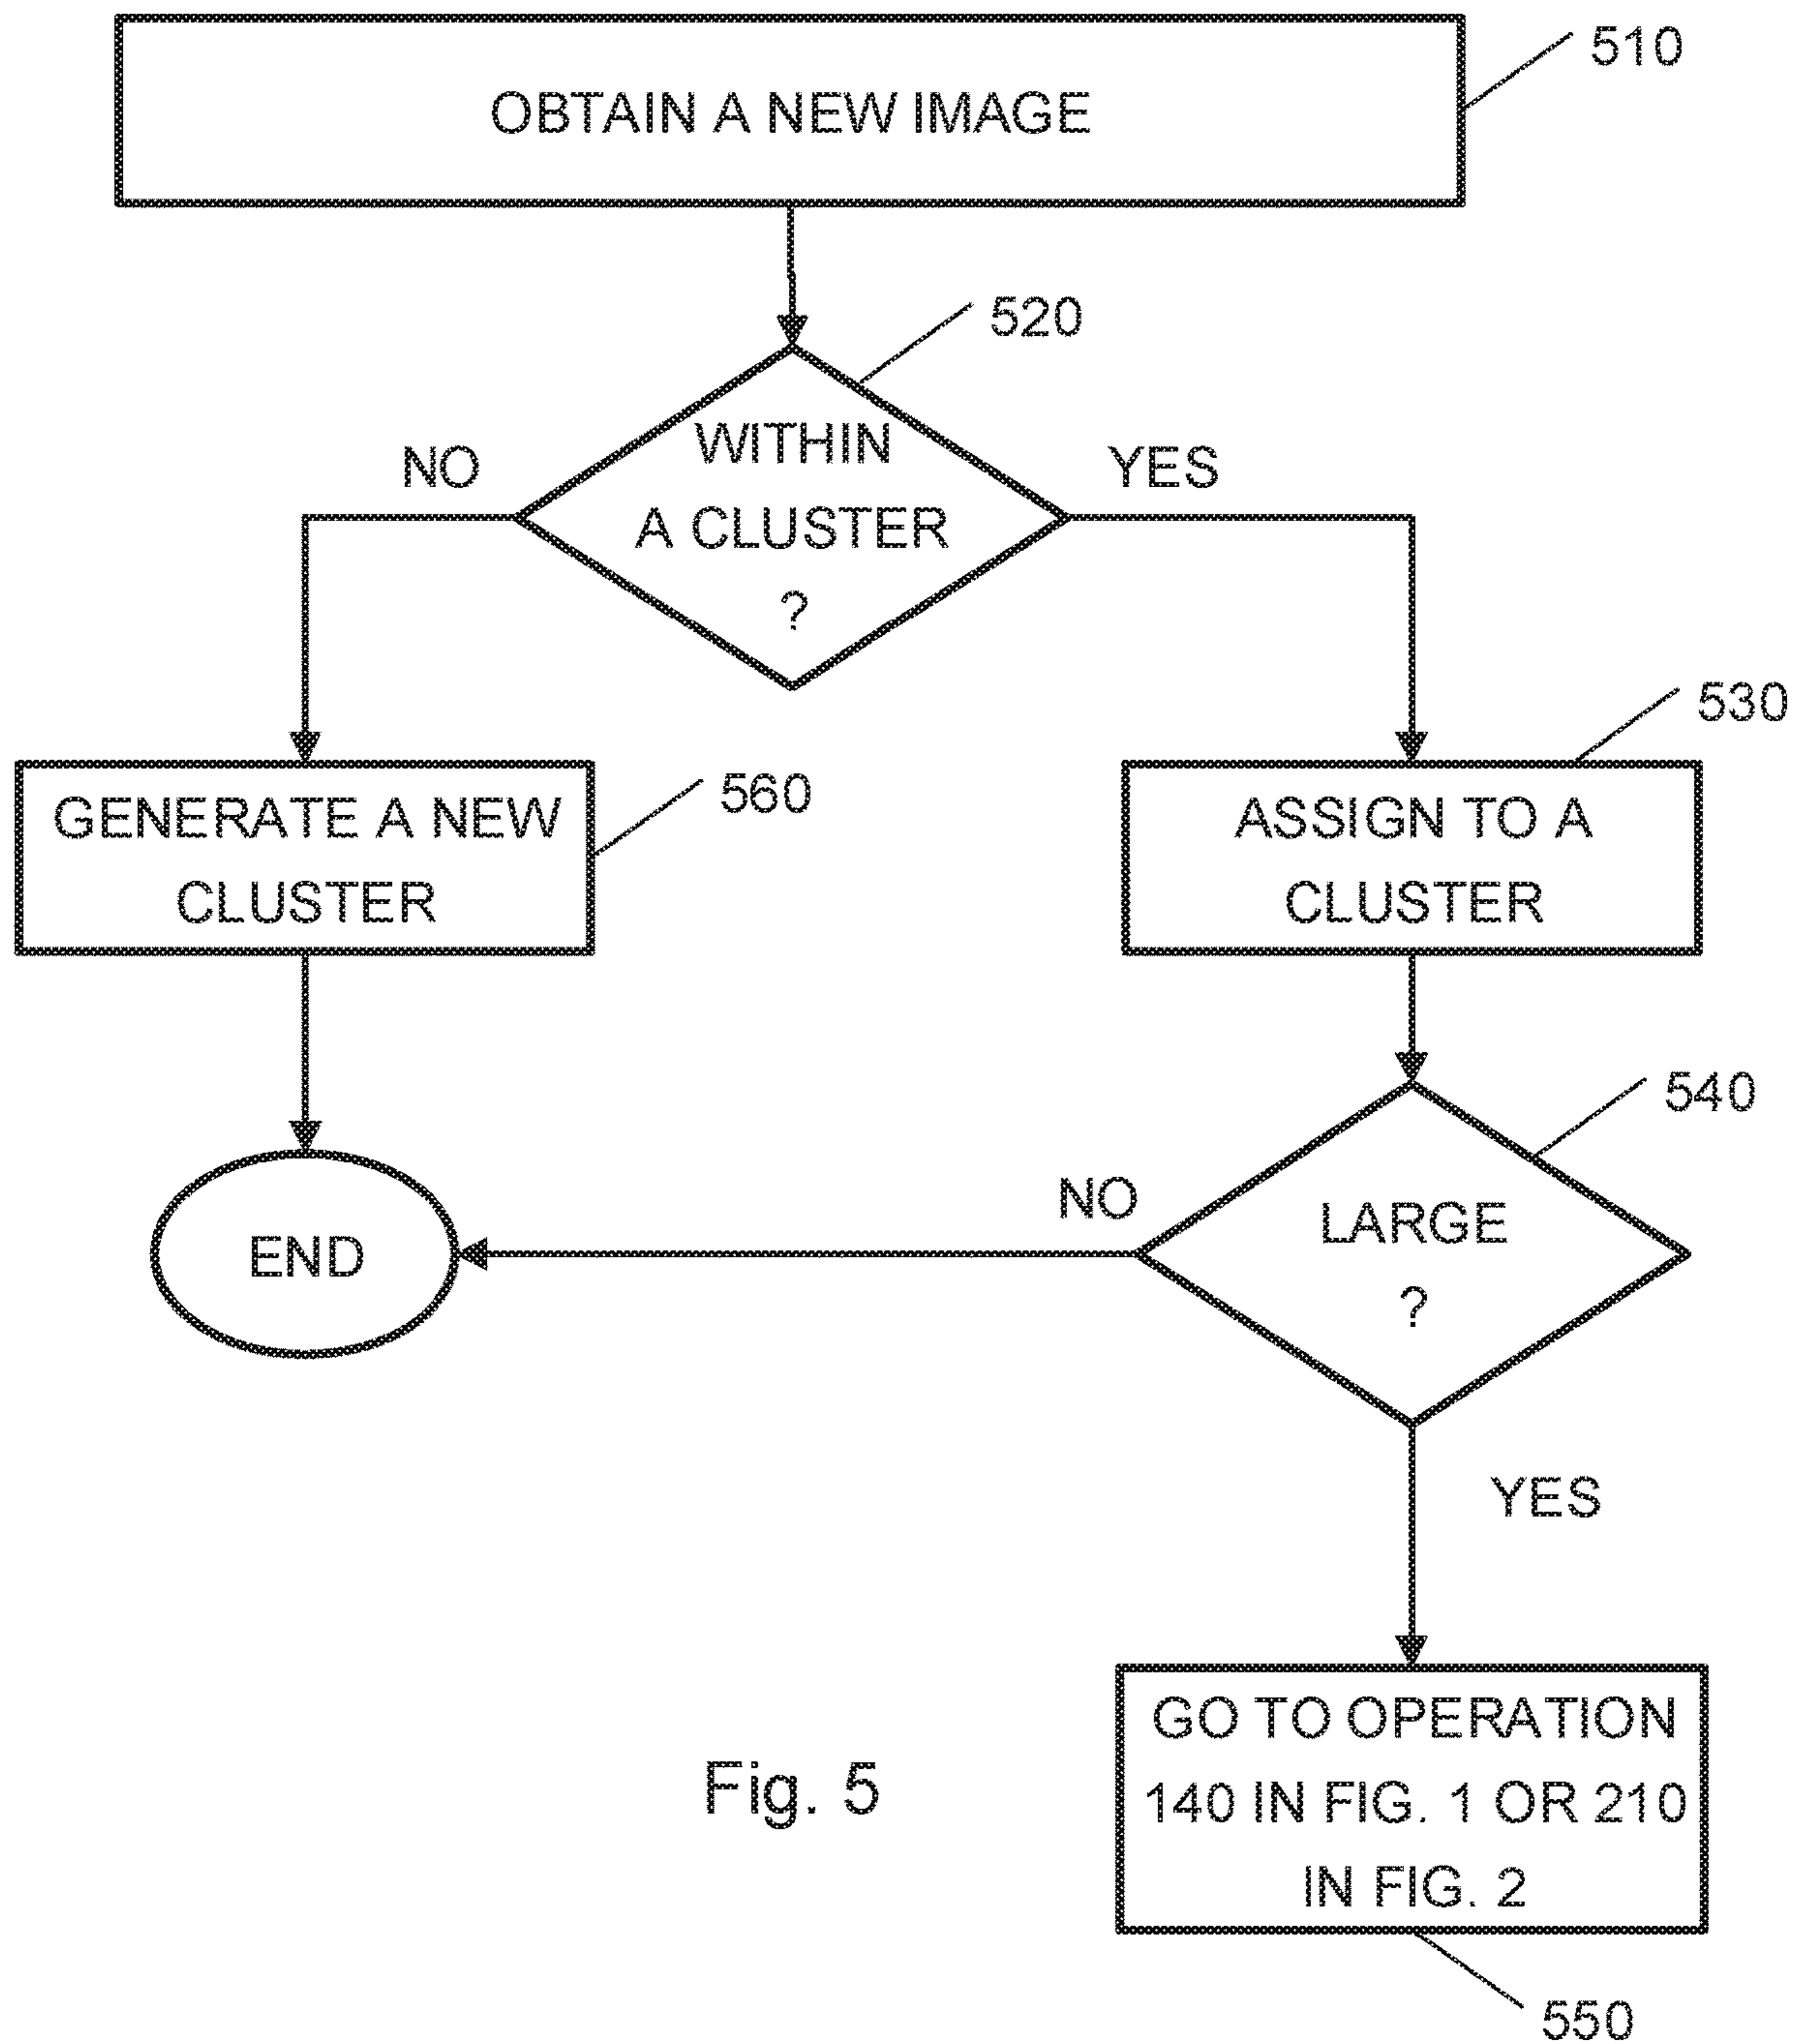 510
OBTAIN A NEW IMAGE
520
WITHIN
A CLUSTER
?
NO
YES
530
560
GENERATE A NEW
CLUSTER
ASSIGN TO A
CLUSTER
540
NO
LARGE
?
END
YES
GO TO OPERATION
140 IN FIG. 1 OR 210
IN FIG. 2
Fig. 5
550